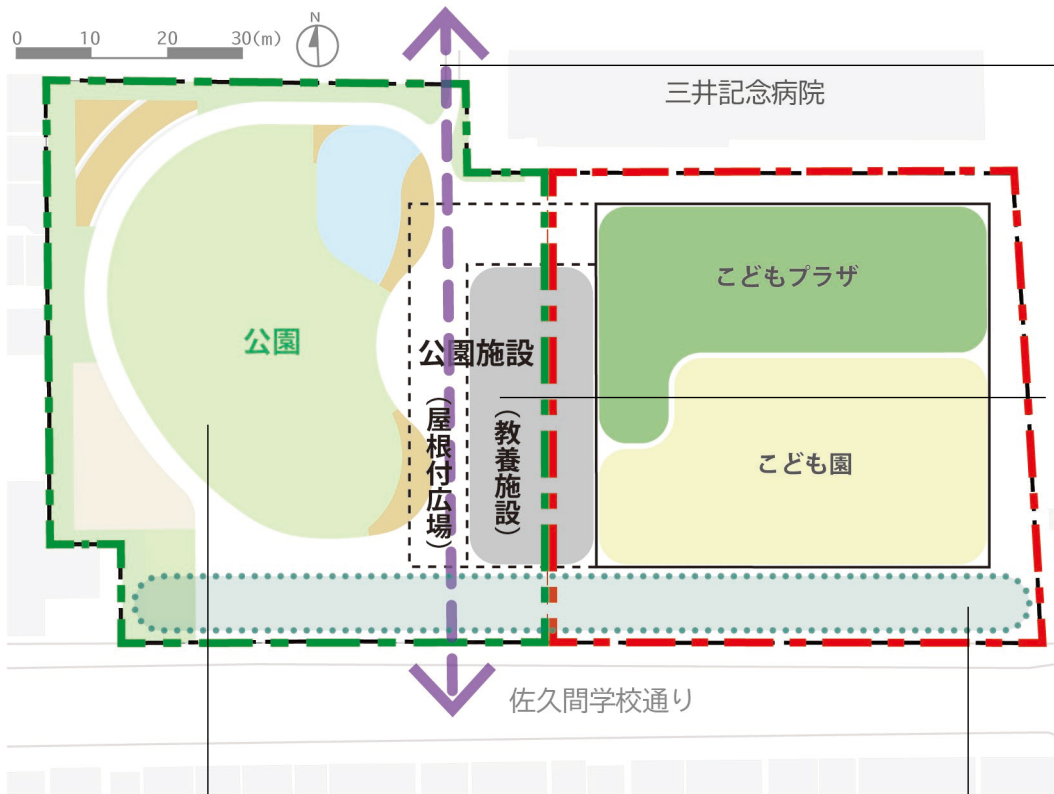 N
0 10 20 30(m)
三井記念病院
こどもプラザ
公園
公園施設
(屋根付広場)
(教養施設)
こども園
佐久間学校通り